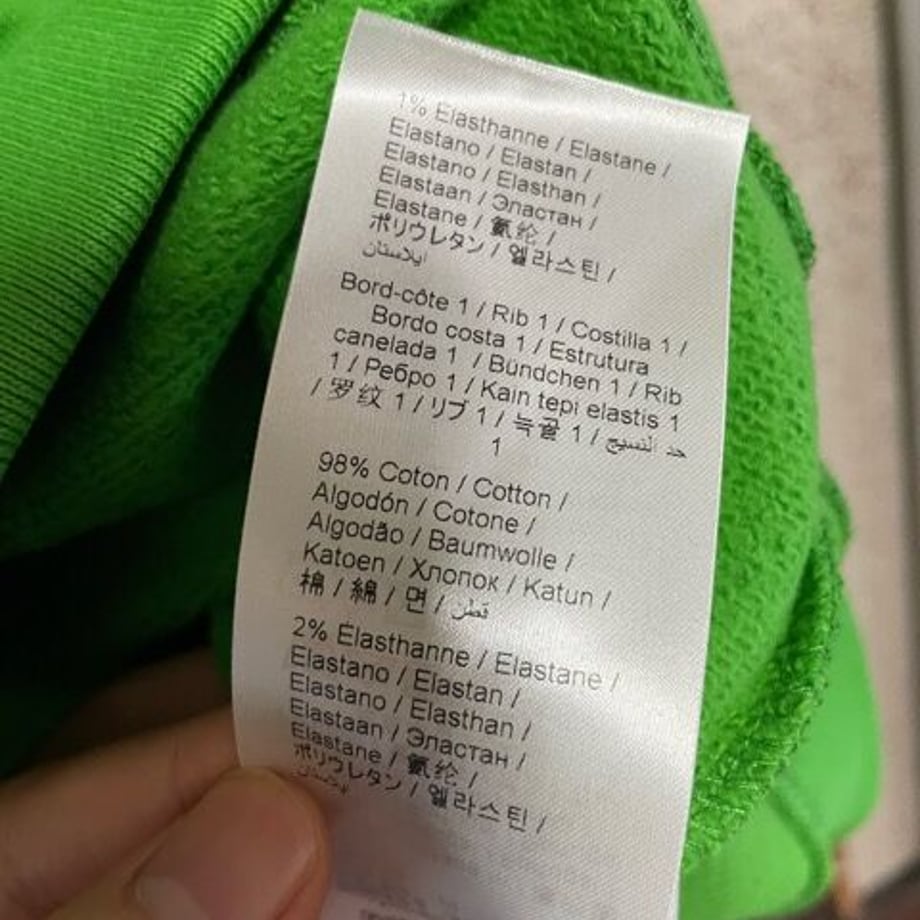 1% Elasthanne / Elastane /
Elastano / Elastan /
Elastano / Elasthan /
Elastaan / Эластан /
Elastane / 氨纶 /
ポリウレタン / 엘라스틴 /
ايلاستان
Bord-côte 1 / Rib 1 / Costilla 1 /
Bordo costa 1 / Estrutura
canelada 1 / Bündchen 1 / Rib
1 / Ребро 1 / Kain tepi elastis 1
/ 罗纹 1 / リブ 1 / 늑골 1 / حد النسيج
1
98% Coton / Cotton /
Algodón / Cotone /
Algodão / Baumwolle /
Katoen / Хлопок / Katun /
棉 / 綿 / 면 / قطن
2% Elasthanne / Elastane /
Elastano / Elastan /
Elastano / Elasthan /
Elastaan / Эластан /
Elastane / 氨纶 /
ポリウレタン / 엘라스틴 /